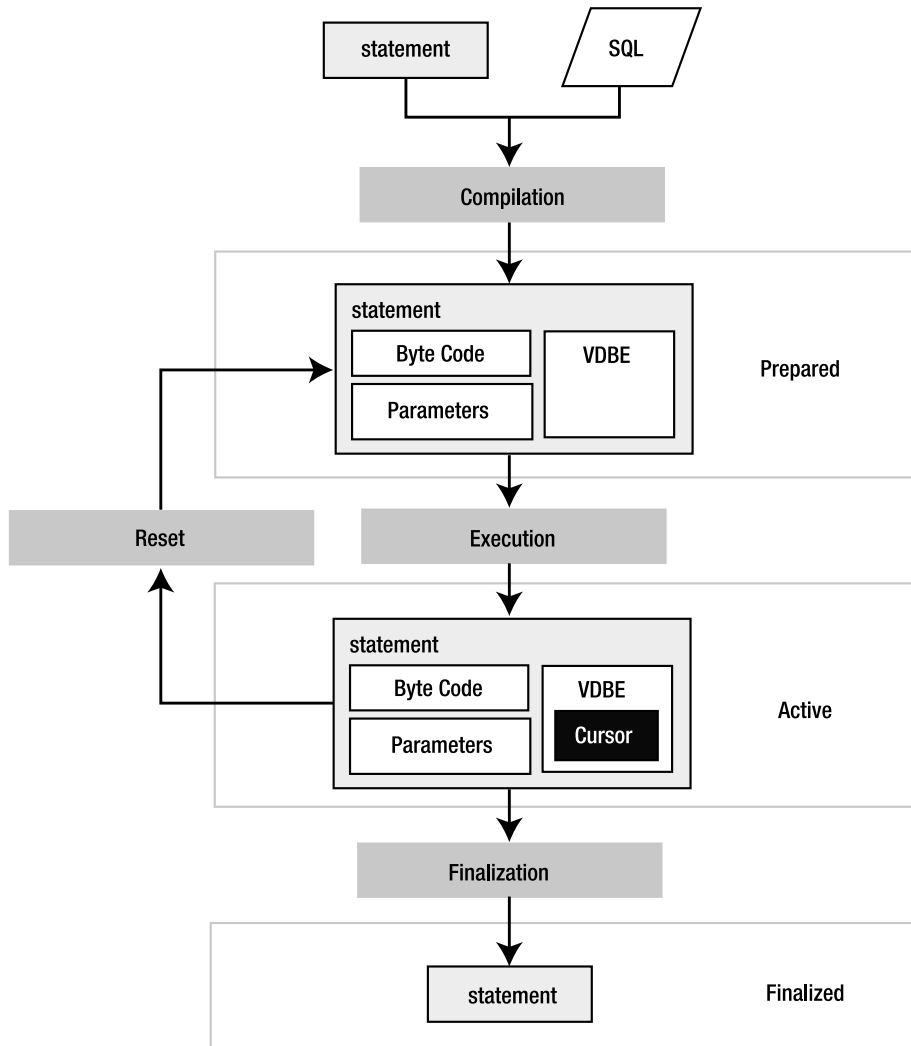 statement
SQL
Compilation
statement
Byte Code
VDBE
Parameters
Prepared
Reset
Execution
statement
Byte Code
VDBE
Parameters
Cursor
Active
Finalization
statement
Finalized